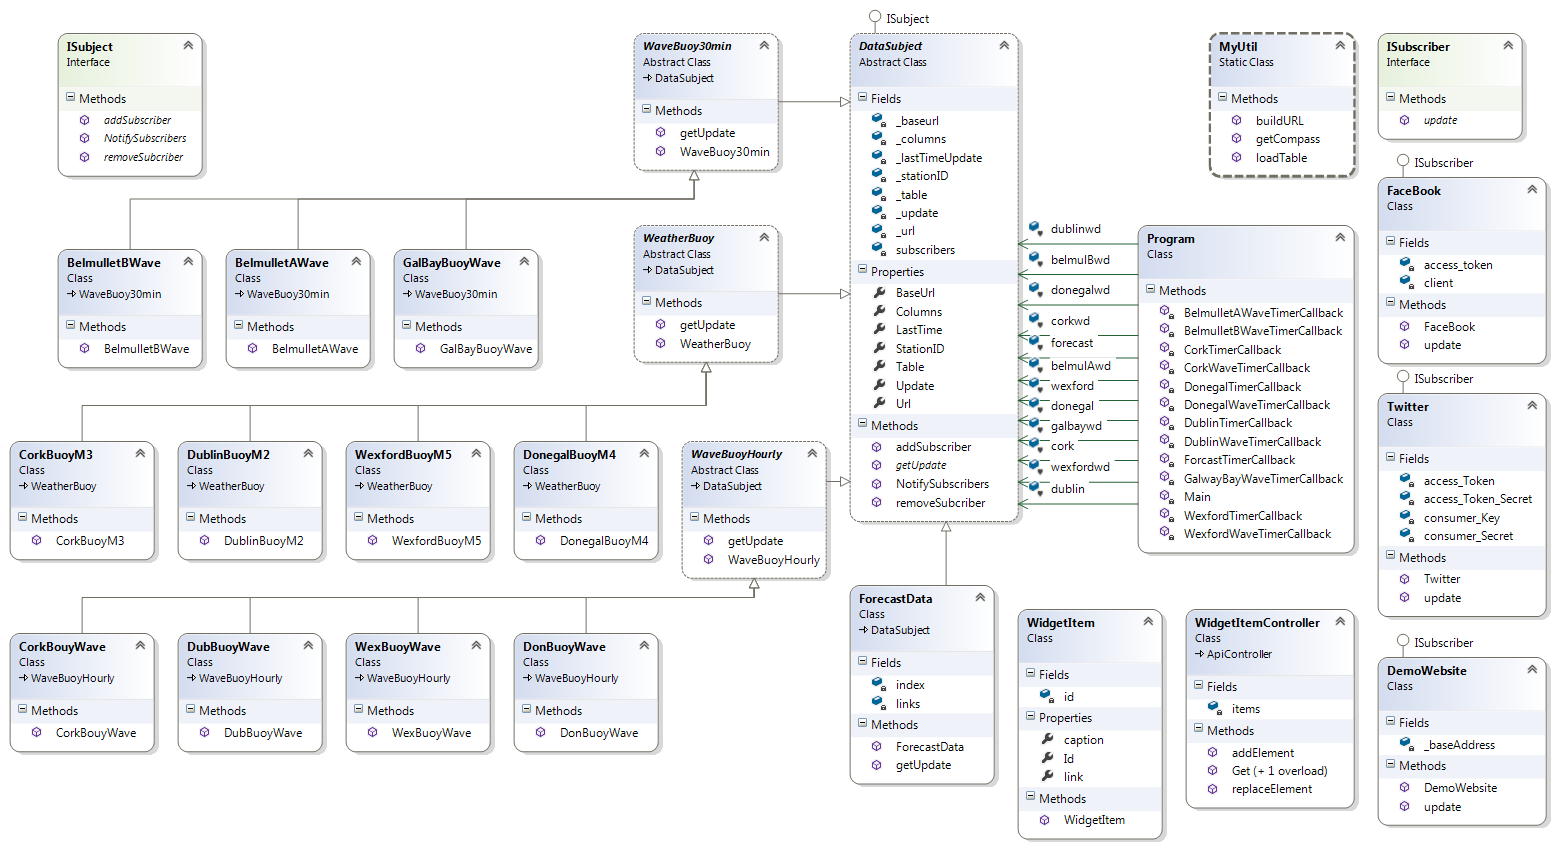 ISubject
Interface
Methods
addSubscriber
NotifySubscribers
removeSubcriber
WaveBuoy30min
Abstract Class
DataSubject
Methods
getUpdate
WaveBuoy30min
BelmulletBWave
Class
WaveBuoy30min
Methods
BelmulletBWave
BelmulletAWave
Class
WaveBuoy30min
Methods
BelmulletAWave
GalBayBuoyWave
Class
WaveBuoy30min
Methods
GalBayBuoyWave
WeatherBuoy
Abstract Class
DataSubject
Methods
getUpdate
WeatherBuoy
CorkBuoyM3
Class
WeatherBuoy
Methods
CorkBuoyM3
DublinBuoyM2
Class
WeatherBuoy
Methods
DublinBuoyM2
WexfordBuoyM5
Class
WeatherBuoy
Methods
WexfordBuoyM5
DonegalBuoyM4
Class
WeatherBuoy
Methods
DonegalBuoyM4
WaveBuoyHourly
Abstract Class
DataSubject
Methods
getUpdate
WaveBuoyHourly
CorkBouyWave
Class
WaveBuoyHourly
Methods
CorkBouyWave
DubBuoyWave
Class
WaveBuoyHourly
Methods
DubBuoyWave
WexBuoyWave
Class
WaveBuoyHourly
Methods
WexBuoyWave
DonBuoyWave
Class
WaveBuoyHourly
Methods
DonBuoyWave
ISubject
DataSubject
Abstract Class
Fields
_baseurl
_columns
_lastTimeUpdate
_stationID
_table
_update
_url
subscribers
Properties
BaseUrl
Columns
LastTime
StationID
Table
Update
Url
Methods
addSubscriber
getUpdate
NotifySubscribers
removeSubcriber
ForecastData
Class
DataSubject
Fields
index
links
Methods
ForecastData
getUpdate
dublinwd
belmulBwd
donegalwd
corkwd
forecast
belmulAwd
wexford
donegal
galbaywd
cork
wexfordwd
dublin
MyUtil
Static Class
Methods
buildURL
getCompass
loadTable
Program
Class
Methods
BelmulletAWaveTimerCallback
BelmulletBWaveTimerCallback
CorkTimerCallback
CorkWaveTimerCallback
DonegalTimerCallback
DonegalWaveTimerCallback
DublinTimerCallback
DublinWaveTimerCallback
ForcastTimerCallback
GalwayBayWaveTimerCallback
Main
WexfordTimerCallback
WexfordWaveTimerCallback
WidgetItem
Class
Fields
id
Properties
caption
Id
link
Methods
WidgetItem
WidgetItemController
Class
ApiController
Fields
items
Methods
addElement
Get (+ 1 overload)
replaceElement
ISubscriber
Interface
Methods
update
ISubscriber
FaceBook
Class
Fields
access_token
client
Methods
FaceBook
update
ISubscriber
Twitter
Class
Fields
access_Token
access_Token_Secret
consumer_Key
consumer_Secret
Methods
Twitter
update
ISubscriber
DemoWebsite
Class
Fields
_baseAddress
Methods
DemoWebsite
update